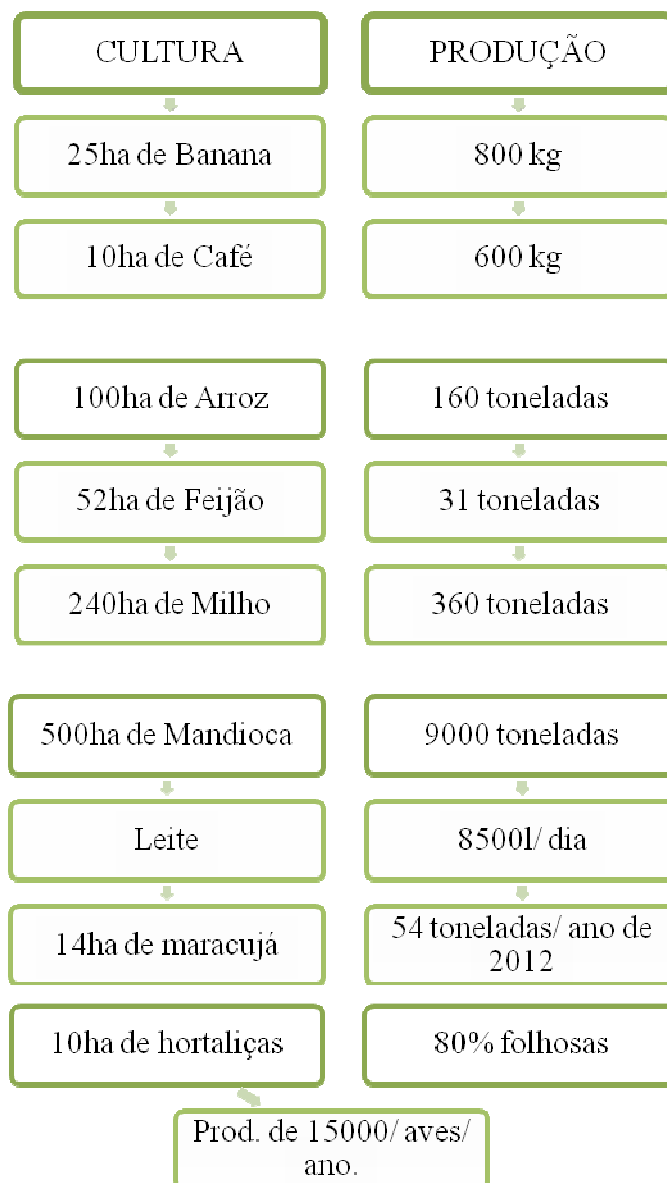 CULTURA
PRODUÇÃO
25ha de Banana
800 kg
10ha de Café
600 kg
100ha de Arroz
160 toneladas
52ha de Feijão
31 toneladas
240ha de Milho
360 toneladas
500ha de Mandioca
9000 toneladas
Leite
8500l/ dia
14ha de maracujá
54 toneladas/ ano de
2012
10ha de hortaliças
80% folhosas
Prod. de 15000/ aves/
ano.